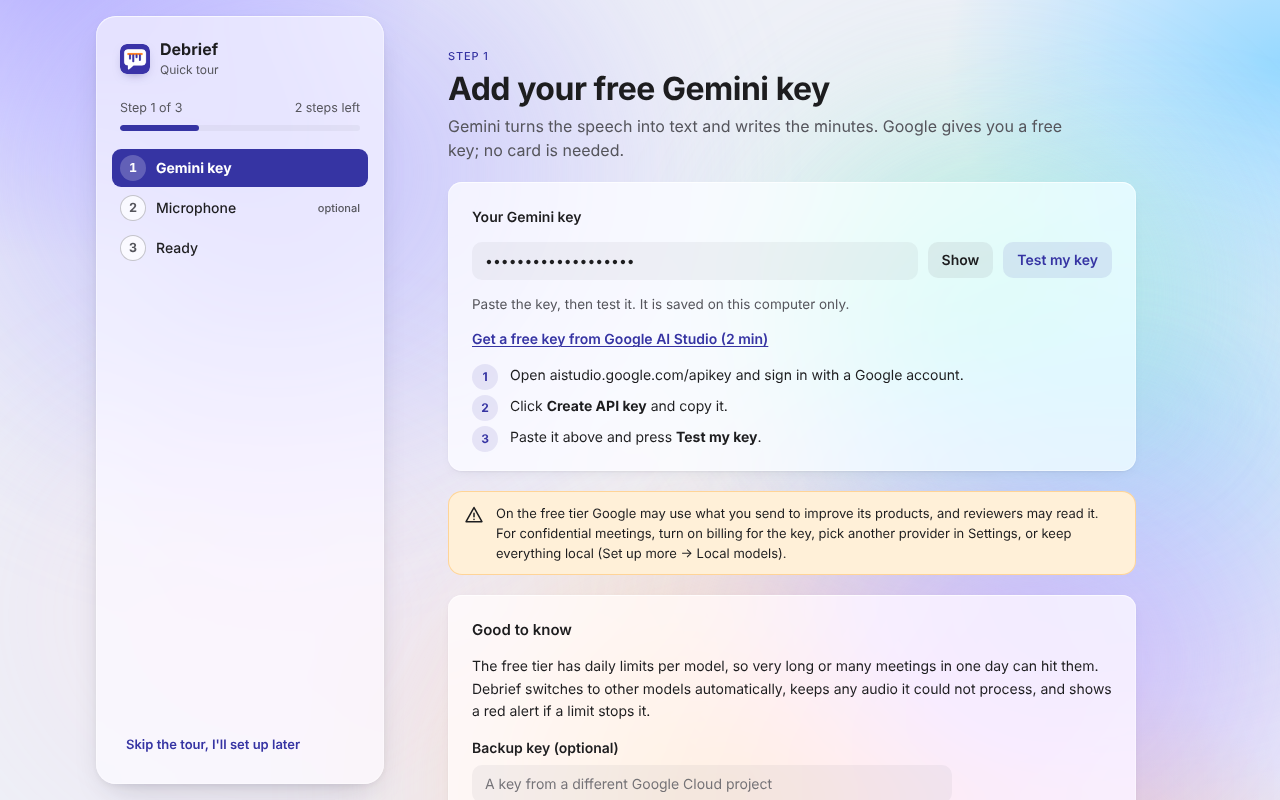 Debrief
Quick tour
Step 1 of 3
2 steps left
1 Gemini key
2 Microphone optional
3 Ready
Skip the tour, I'll set up later
STEP 1
Add your free Gemini key
Gemini turns the speech into text and writes the minutes. Google gives you a free
key; no card is needed.
Your Gemini key
•••••••••••••••••••
Show
Test my key
Paste the key, then test it. It is saved on this computer only.
Get a free key from Google AI Studio (2 min)
1 Open aistudio.google.com/apikey and sign in with a Google account.
2 Click Create API key and copy it.
3 Paste it above and press Test my key.
On the free tier Google may use what you send to improve its products, and reviewers may read it.
For confidential meetings, turn on billing for the key, pick another provider in Settings, or keep
everything local (Set up more → Local models).
Good to know
The free tier has daily limits per model, so very long or many meetings in one day can hit them.
Debrief switches to other models automatically, keeps any audio it could not process, and shows
a red alert if a limit stops it.
Backup key (optional)
A key from a different Google Cloud project